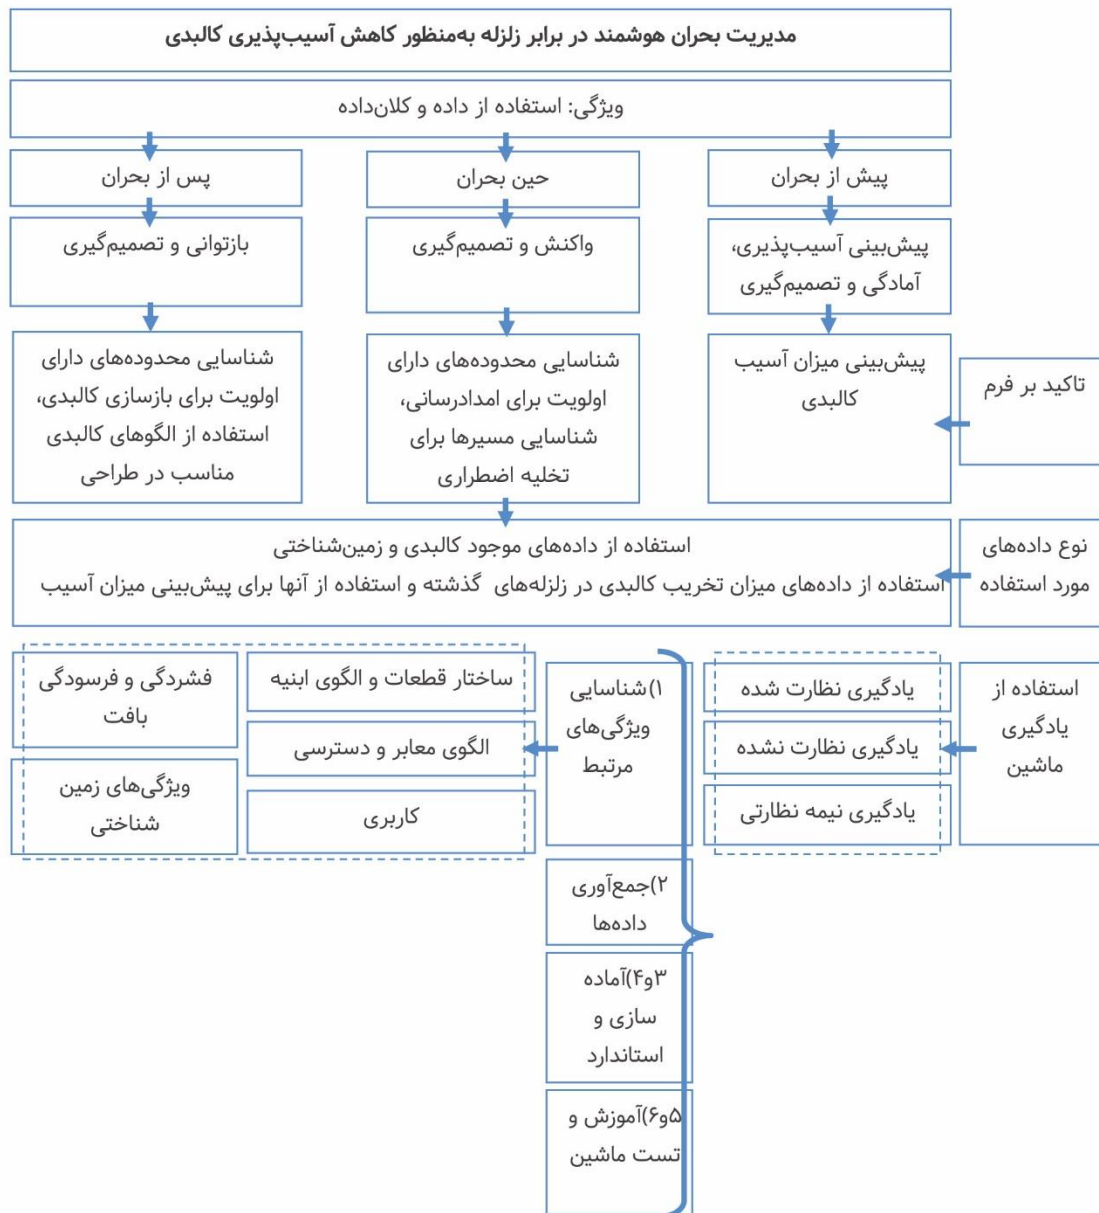 مدیریت بحران هوشمند در برابر زلزله به‌منظور کاهش آسیب‌پذیری کالبدی
ویژگی: استفاده از داده و کلان‌داده
پیش از بحران
حین بحران
پس از بحران
پیش‌بینی آسیب‌پذیری،
آمادگی و تصمیم‌گیری
واکنش و تصمیم‌گیری
بازتوانی و تصمیم‌گیری
تاکید بر فرم
پیش‌بینی میزان آسیب
کالبدی
شناسایی محدوده‌های دارای
اولویت برای امدادرسانی،
شناسایی مسیرها برای
تخلیه اضطراری
شناسایی محدوده‌های دارای
اولویت برای بازسازی کالبدی،
استفاده از الگوهای کالبدی
مناسب در طراحی
نوع داده‌های
مورد استفاده
استفاده از داده‌های موجود کالبدی و زمین‌شناختی
استفاده از داده‌های میزان تخریب کالبدی در زلزله‌های گذشته و استفاده از آنها برای پیش‌بینی میزان آسیب
استفاده از
یادگیری
ماشین
یادگیری نظارت شده
یادگیری نظارت نشده
یادگیری نیمه نظارتی
۱)شناسایی
ویژگی‌های
مرتبط
ساختار قطعات و الگوی ابنیه
الگوی معابر و دسترسی
کاربری
فشردگی و فرسودگی
بافت
ویژگی‌های زمین
شناختی
۲)جمع‌آوری
داده‌ها
۳و۴)آماده
سازی و
استاندارد
۵و۶)آموزش و
تست ماشین